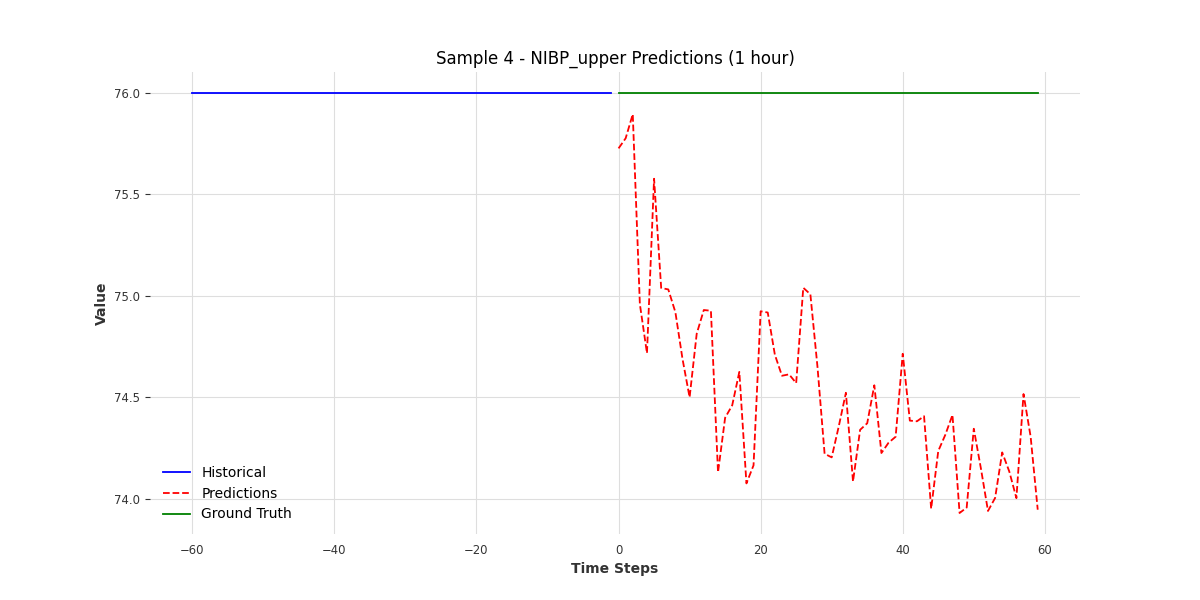 Sample 4 - NIBP_upper Predictions (1 hour)
76.0
75.5
75.0
74.5
74.0
Value
Historical
Predictions
Ground Truth
−60 −40 −20 0 20 40 60
Time Steps